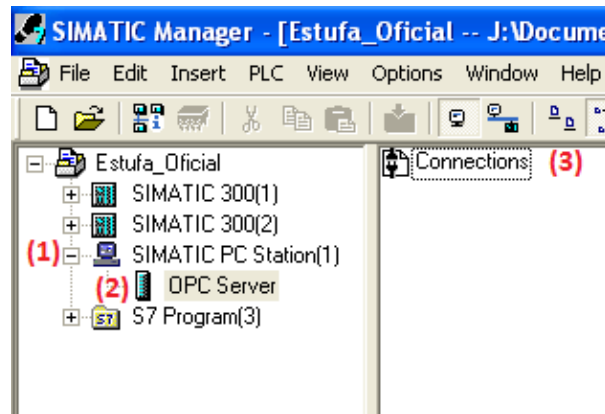 SIMATIC Manager - [Estufa_Oficial -- J:\Docume
File Edit Insert PLC View Options Window Help
Estufa_Oficial
SIMATIC 300(1)
SIMATIC 300(2)
(1) SIMATIC PC Station(1)
(2) OPC Server
S7 S7 Program(3)
Connections (3)